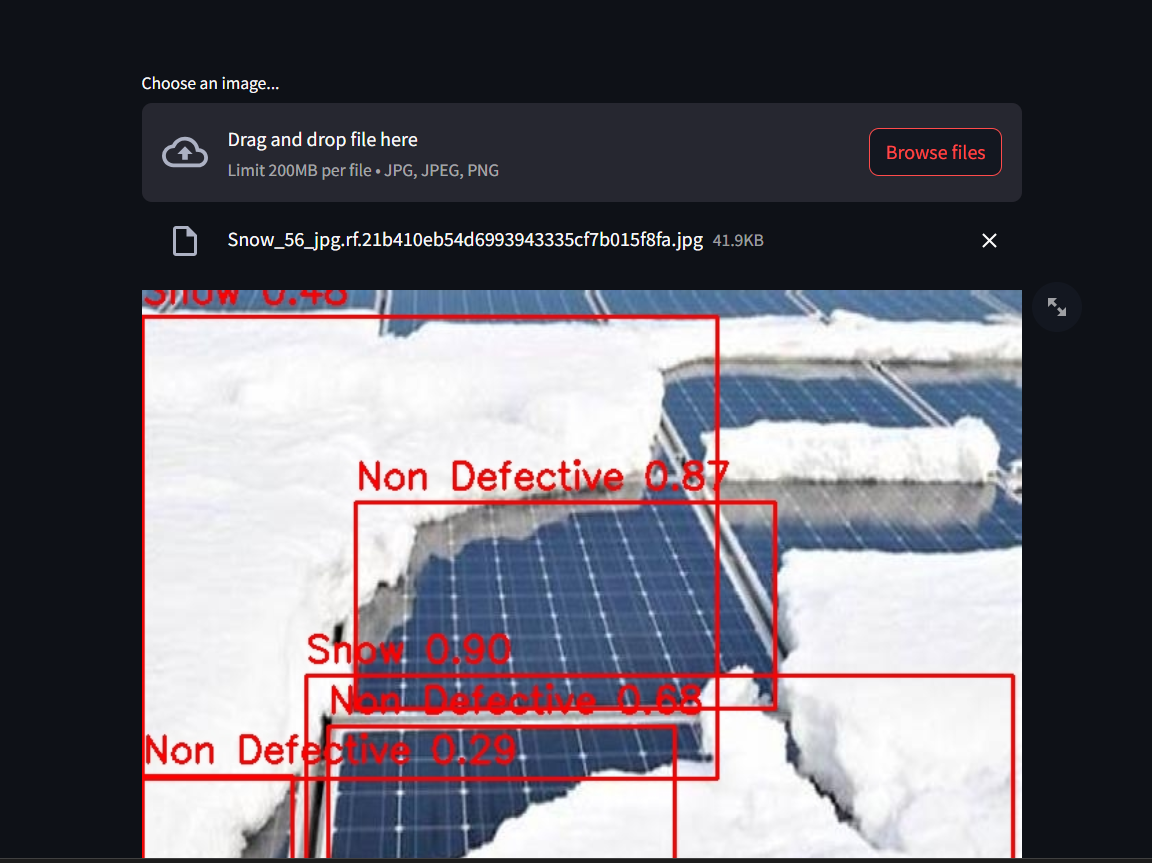 Choose an image...
Drag and drop file here
Limit 200MB per file • JPG, JPEG, PNG
Browse files
Snow_56_jpg.rf.21b410eb54d6993943335cf7b015f8fa.jpg 41.9KB
Snow 0.48
Non Defective 0.87
Snow 0.90
Non Defective 0.68
Non Defective 0.29